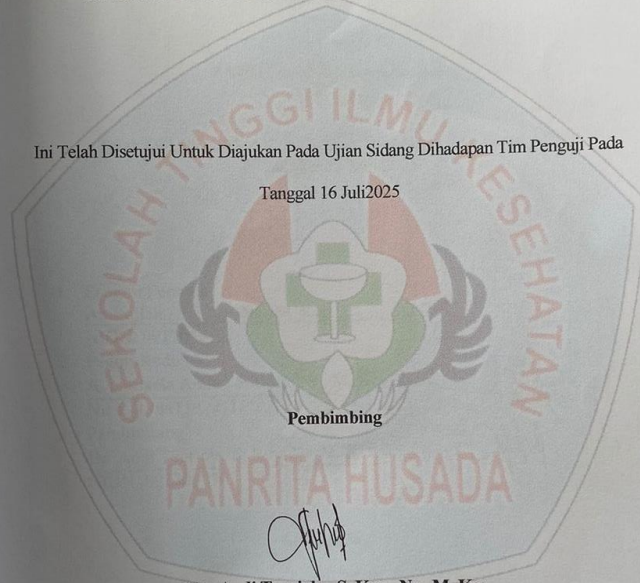 SEKOLAH TINGGI ILMU KESEHATAN
Ini Telah Disetujui Untuk Diajukan Pada Ujian Sidang Dihadapan Tim Penguji Pada
Tanggal 16 Juli2025
Pembimbing
PANRITA HUSADA